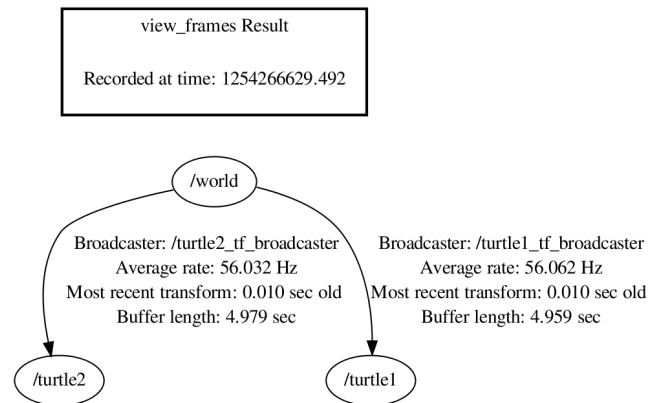 view_frames Result
Recorded at time: 1254266629.492
/world
Broadcaster: /turtle2_tf_broadcaster
Average rate: 56.032 Hz
Most recent transform: 0.010 sec old
Buffer length: 4.979 sec
Broadcaster: /turtle1_tf_broadcaster
Average rate: 56.062 Hz
Most recent transform: 0.010 sec old
Buffer length: 4.959 sec
/turtle2
/turtle1